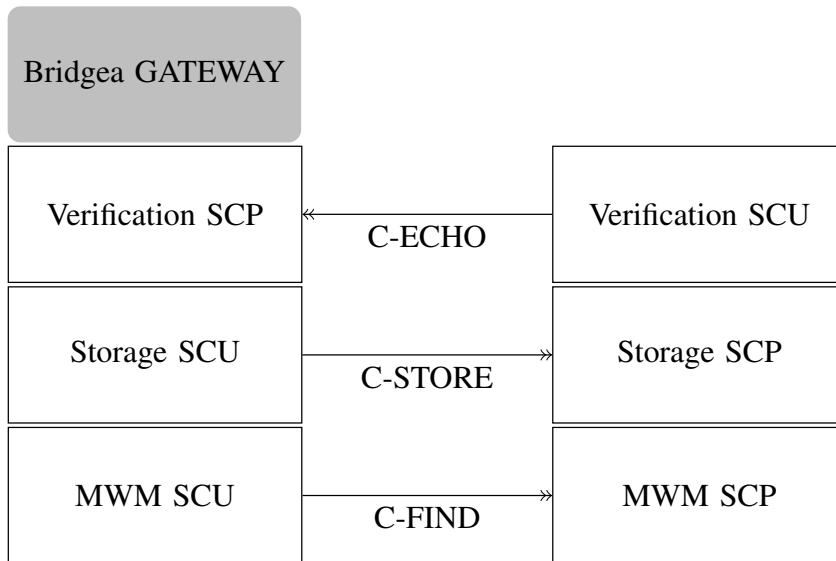 Bridgea GATEWAY
Verification SCP
C-ECHO
Verification SCU
Storage SCU
C-STORE
Storage SCP
MWM SCU
C-FIND
MWM SCP